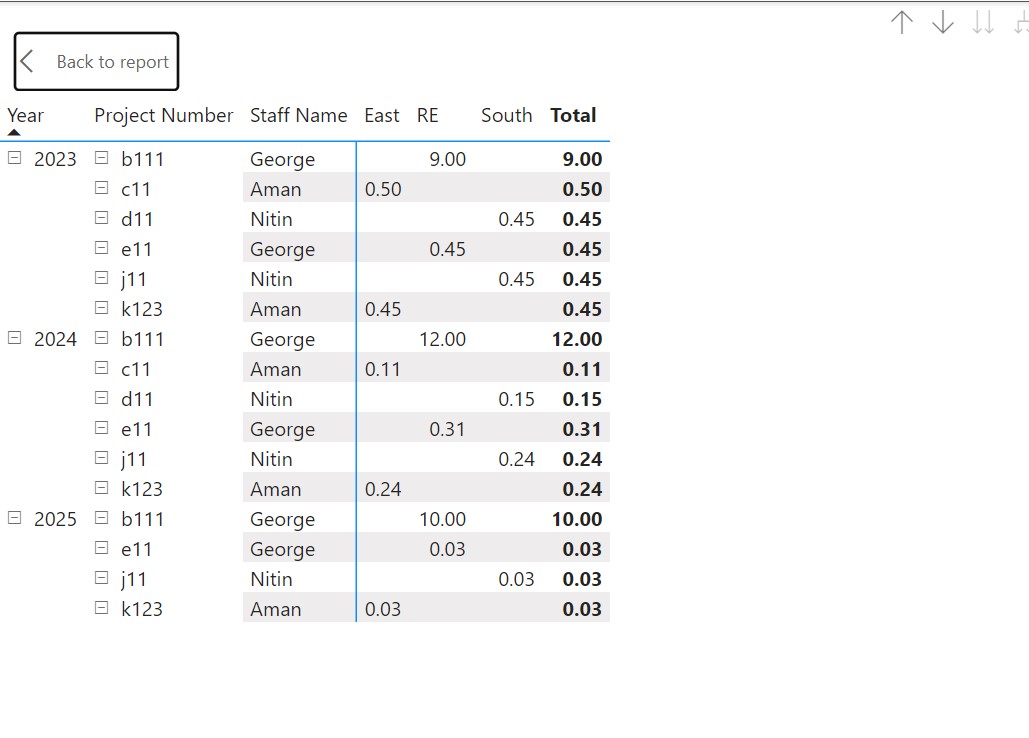 Back to report
Year Project Number Staff Name East RE South Total
2023 b111 George 9.00 9.00
c11 Aman 0.50 0.50
d11 Nitin 0.45 0.45
e11 George 0.45 0.45
j11 Nitin 0.45 0.45
k123 Aman 0.45 0.45
2024 b111 George 12.00 12.00
c11 Aman 0.11 0.11
d11 Nitin 0.15 0.15
e11 George 0.31 0.31
j11 Nitin 0.24 0.24
k123 Aman 0.24 0.24
2025 b111 George 10.00 10.00
e11 George 0.03 0.03
j11 Nitin 0.03 0.03
k123 Aman 0.03 0.03